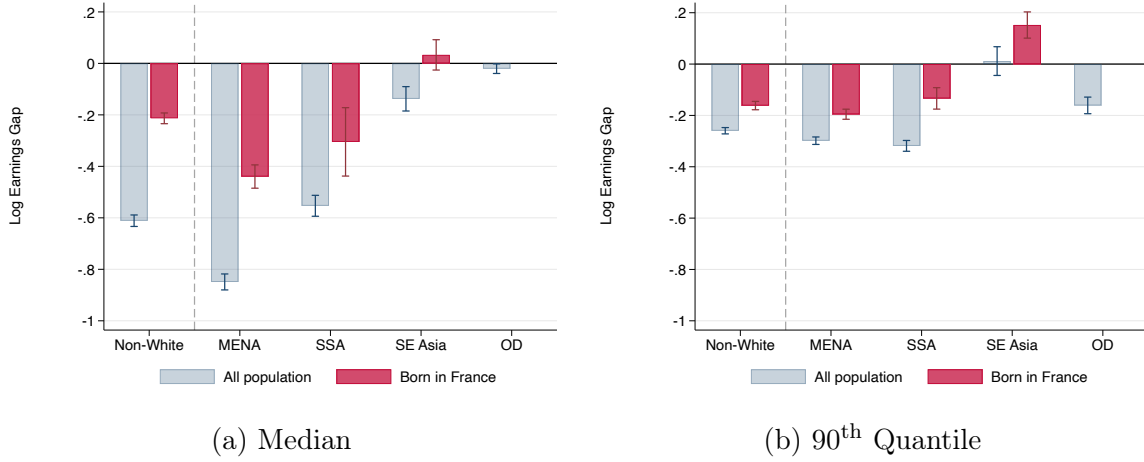 .2
0
-.2
-.4
-.6
-.8
-1
Log Earnings Gap
Non-White MENA SSA SE Asia OD
All population Born in France
(a) Median
.2
0
-.2
-.4
-.6
-.8
-1
Log Earnings Gap
Non-White MENA SSA SE Asia OD
All population Born in France
(b) 90th Quantile